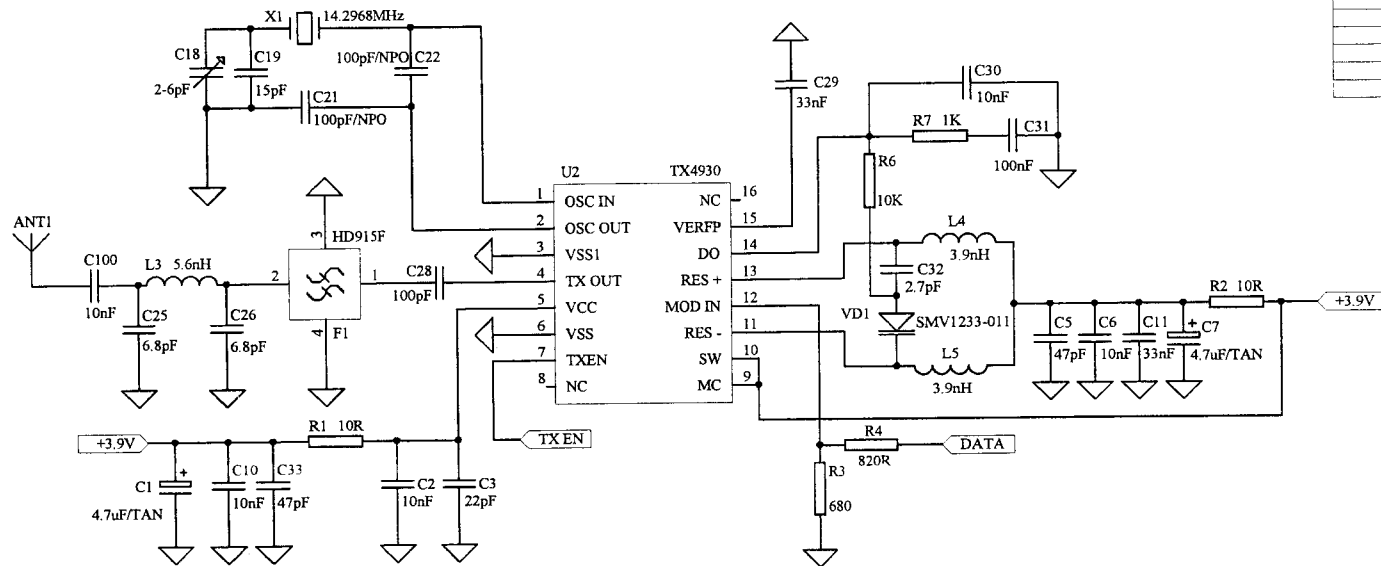 X1 14.2968MHz
C18
2-6pF
C19
15pF
100pF/NPO
C22
C21
100pF/NPO
C29
33nF
C30
10nF
R7 1K
C31
100nF
R6
10K
U2 TX4930
1 OSC IN
2 OSC OUT
3 VSS1
4 TX OUT
5 VCC
6 VSS
7 TXEN
8 NC
NC 16
VERFP 15
DO 14
RES + 13
MOD IN 12
RES - 11
SW 10
MC 9
ANT1
C100
10nF
L3 5.6nH
C25
6.8pF
C26
6.8pF
HD915F
3
2
1
4
F1
C28
100pF
L4
3.9nH
C32
2.7pF
VD1
SMV1233-011
L5
3.9nH
R2 10R
+3.9V
C5
47pF
C6
10nF
C11
33nF
+
C7
4.7uF/TAN
+3.9V
R1 10R
+
C1
4.7uF/TAN
C10
10nF
C33
47pF
C2
10nF
C3
22pF
TX EN
R4
820R
DATA
R3
680